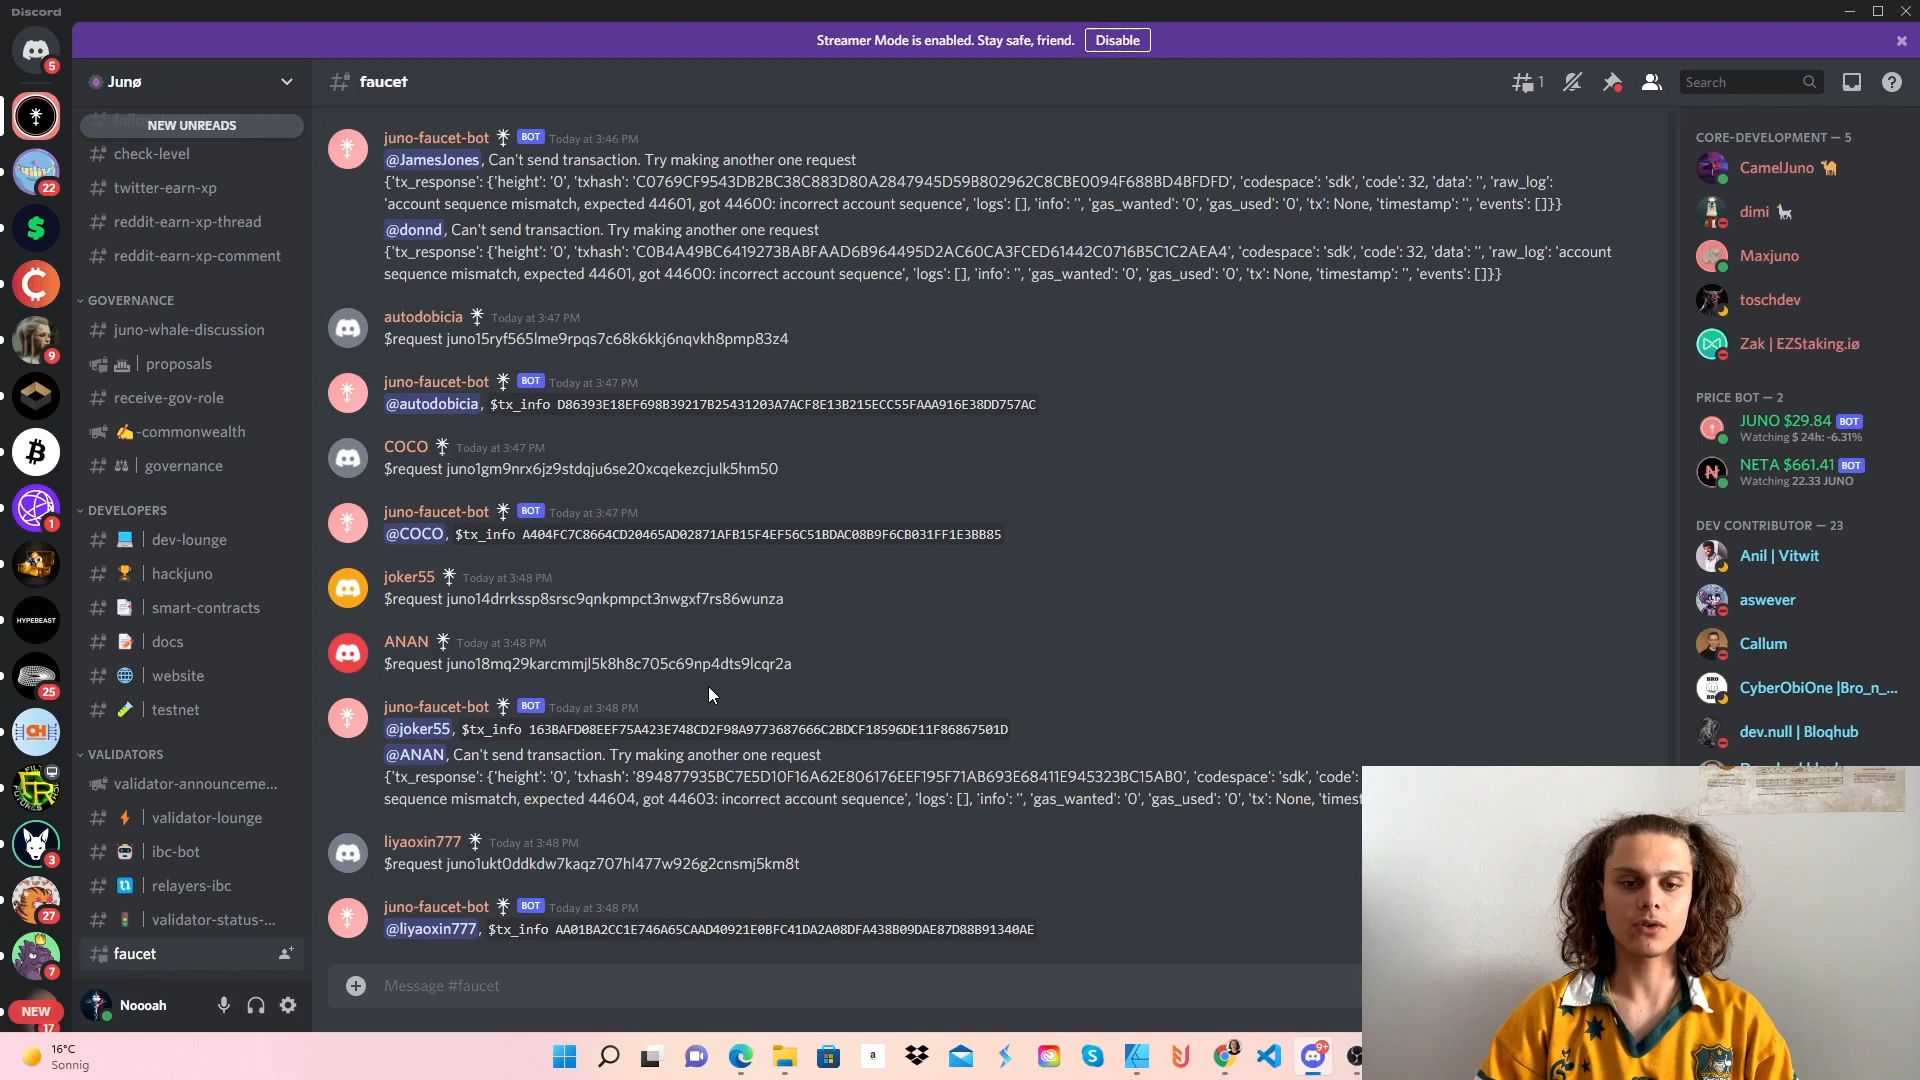 Discord
Streamer Mode is enabled. Stay safe, friend. Disable
5
22
9
1
HYPEBEAST
25
3
27
7
NEW
17
Junø
NEW UNREADS
check-level
twitter-earn-xp
reddit-earn-xp-thread
reddit-earn-xp-comment
GOVERNANCE
juno-whale-discussion
proposals
receive-gov-role
-commonwealth
governance
DEVELOPERS
dev-lounge
hackjuno
smart-contracts
docs
website
testnet
VALIDATORS
validator-announceme...
validator-lounge
ibc-bot
relayers-ibc
validator-status-...
faucet
Noooah
faucet
1
Search
juno-faucet-bot BOT Today at 3:46 PM
@JamesJones, Can't send transaction. Try making another one request
{'tx_response': {'height': '0', 'txhash': 'C0769CF9543DB2BC38C883D80A2847945D59B802962C8CBE0094F688BD4BFDFD', 'codespace': 'sdk', 'code': 32, 'data': '', 'raw_log':
'account sequence mismatch, expected 44601, got 44600: incorrect account sequence', 'logs': [], 'info': '', 'gas_wanted': '0', 'gas_used': '0', 'tx': None, 'timestamp': '', 'events': []}}
@donnd, Can't send transaction. Try making another one request
{'tx_response': {'height': '0', 'txhash': 'C0B4A49BC6419273BABFAAD6B964495D2AC60CA3FCED61442C0716B5C1C2AEA4', 'codespace': 'sdk', 'code': 32, 'data': '', 'raw_log': 'account
sequence mismatch, expected 44601, got 44600: incorrect account sequence', 'logs': [], 'info': '', 'gas_wanted': '0', 'gas_used': '0', 'tx': None, 'timestamp': '', 'events': []}}
autodobicia Today at 3:47 PM
$request juno15ryf565lme9rpqs7c68k6kkj6nqvkh8pmp83z4
juno-faucet-bot BOT Today at 3:47 PM
@autodobicia, $tx_info D86393E18EF698B39217B25431203A7ACF8E13B215ECC55FAAA916E38DD757AC
COCO Today at 3:47 PM
$request juno1gm9nrx6jz9stdqju6se20xcqekezcjulk5hm50
juno-faucet-bot BOT Today at 3:47 PM
@COCO, $tx_info A404FC7C8664CD20465AD02871AFB15F4EF56C51BDAC08B9F6CB031FF1E3BB85
joker55 Today at 3:48 PM
$request juno14drrkssp8srsc9qnkpmpct3nwgxf7rs86wunza
ANAN Today at 3:48 PM
$request juno18mq29karcmmjl5k8h8c705c69np4dts9lcqr2a
juno-faucet-bot BOT Today at 3:48 PM
@joker55, $tx_info 163BAFD08EEF75A423E748CD2F98A9773687666C2BDCF18596DE11F86867501D
@ANAN, Can't send transaction. Try making another one request
{'tx_response': {'height': '0', 'txhash': '894877935BC7E5D10F16A62E806176EEF195F71AB693E68411E945323BC15AB0', 'codespace': 'sdk', 'code':
sequence mismatch, expected 44604, got 44603: incorrect account sequence', 'logs': [], 'info': '', 'gas_wanted': '0', 'gas_used': '0', 'tx': None, 'timest
liyaoxin777 Today at 3:48 PM
$request juno1ukt0ddkdw7kaqz707hl477w926g2cnsmj5km8t
juno-faucet-bot BOT Today at 3:48 PM
@liyaoxin777, $tx_info AA01BA2CC1E746A65CAAD40921E0BFC41DA2A08DFA438B09DAE87D88B91340AE
Message #faucet
CORE-DEVELOPMENT — 5
CamelJuno
dimi
Maxjuno
toschdev
Zak | EZStaking.iø
PRICE BOT — 2
JUNO $29.84 BOT
Watching $ 24h: -6.31%
NETA $661.41 BOT
Watching 22.33 JUNO
DEV CONTRIBUTOR — 23
Anil | Vitwit
aswever
Callum
CyberObiOne |Bro_n_...
dev.null | Bloqhub
16°C
Sonnig
9+